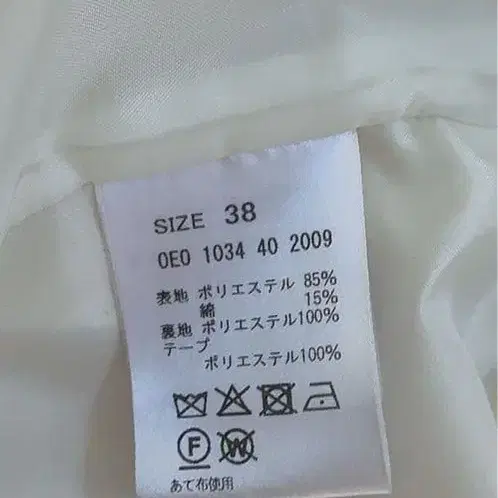 SIZE 38
0E0 1034 40 2009
表地 ポリエステル 85%
綿 15%
裏地 ポリエステル100%
テープ
ポリエステル100%
F W
あて布使用